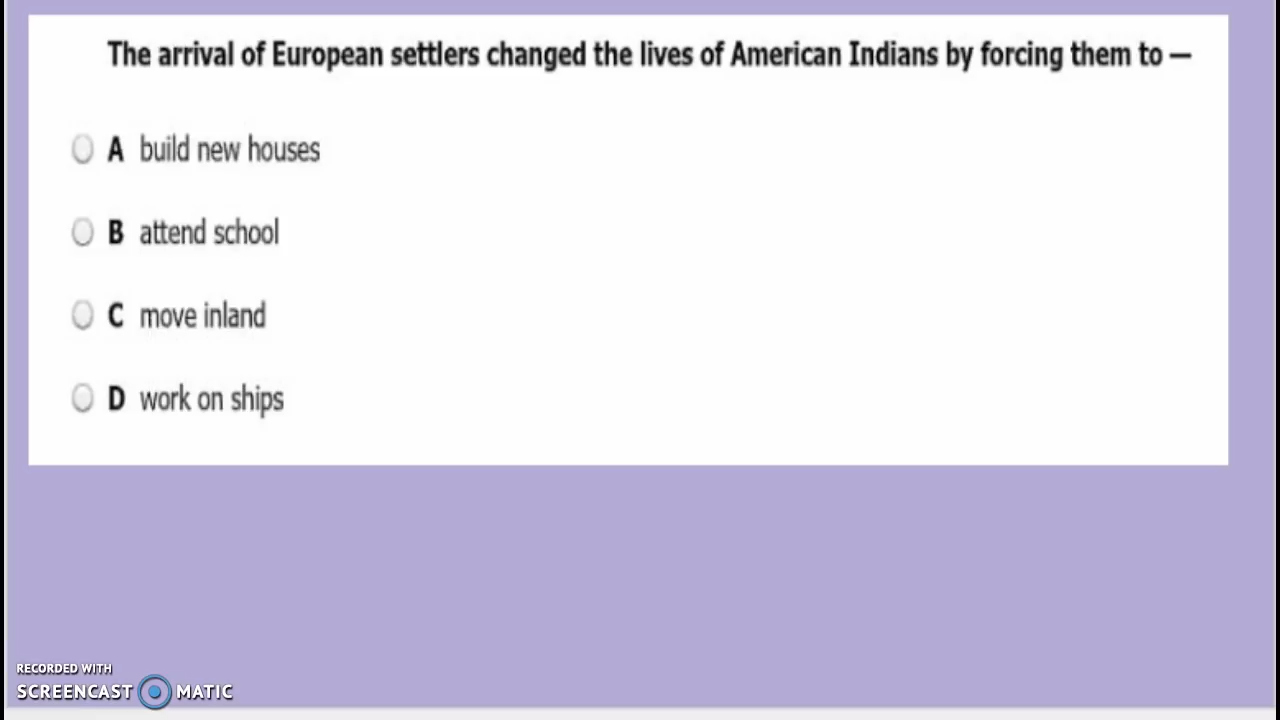 The arrival of European settlers changed the lives of American Indians by forcing them to —
A build new houses
B attend school
C move inland
D work on ships
RECORDED WITH
SCREENCAST MATIC